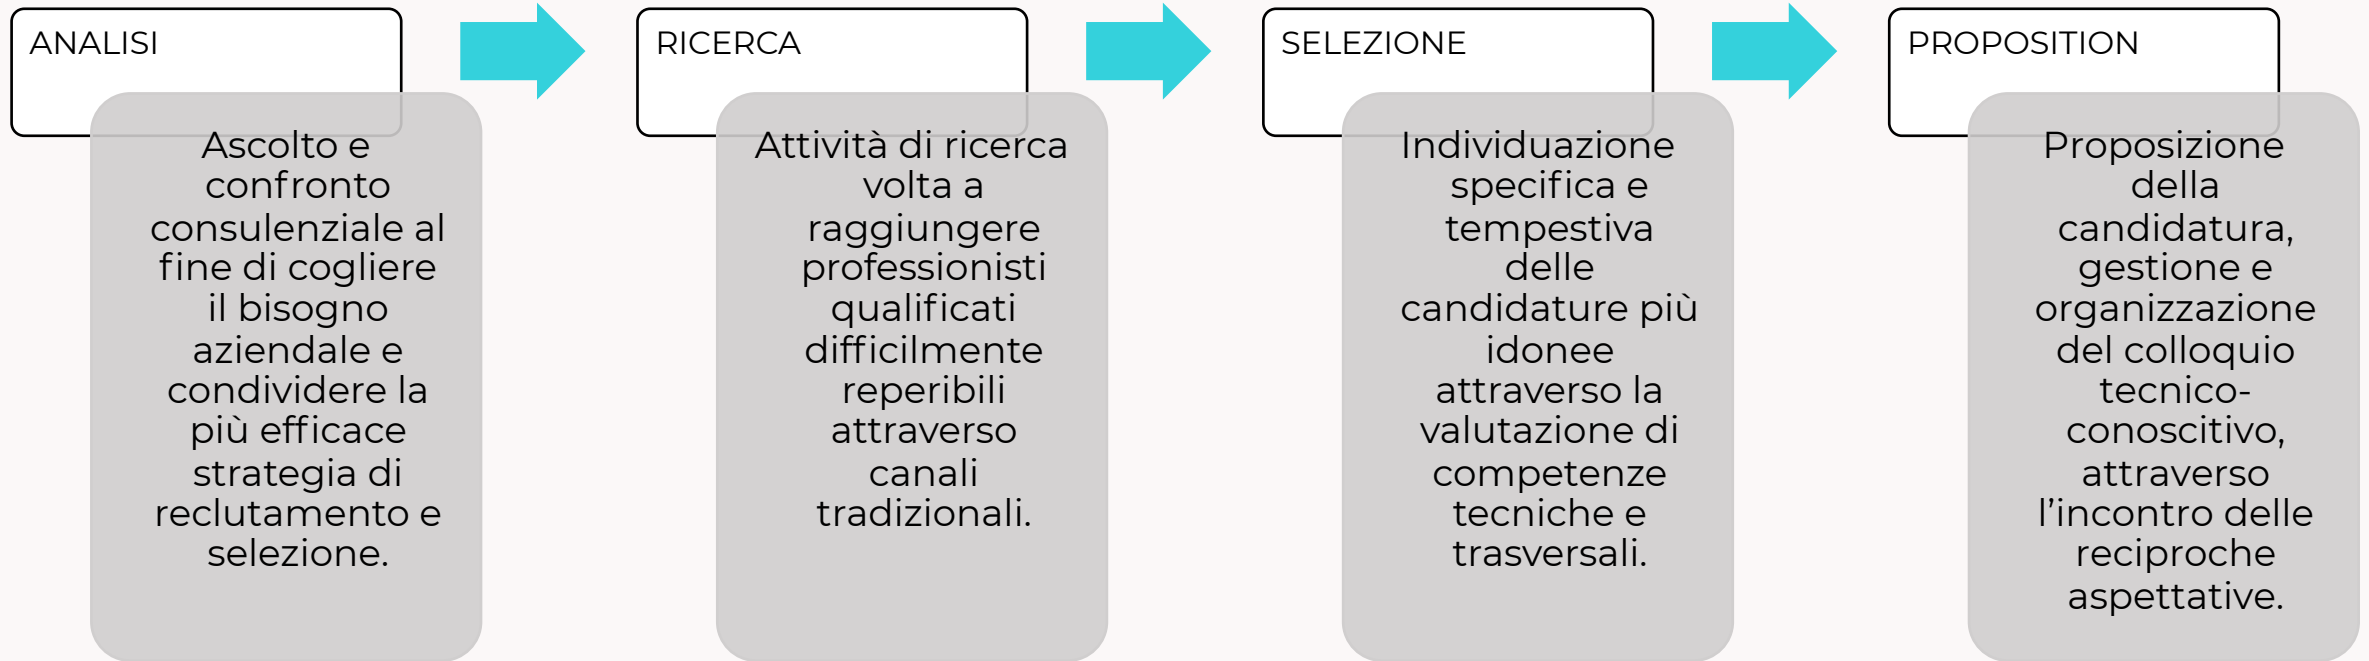 ANALISI
Ascolto e
confronto
consulenziale al
fine di cogliere
il bisogno
aziendale e
condividere la
più efficace
strategia di
reclutamento e
selezione.
RICERCA
Attività di ricerca
volta a
raggiungere
professionisti
qualificati
difficilmente
reperibili
attraverso
canali
tradizionali.
SELEZIONE
Individuazione
specifica e
tempestiva
delle
candidature più
idonee
attraverso la
valutazione di
competenze
tecniche e
trasversali.
PROPOSITION
Proposizione
della
candidatura,
gestione e
organizzazione
del colloquio
tecnico-
conoscitivo,
attraverso
l’incontro delle
reciproche
aspettative.